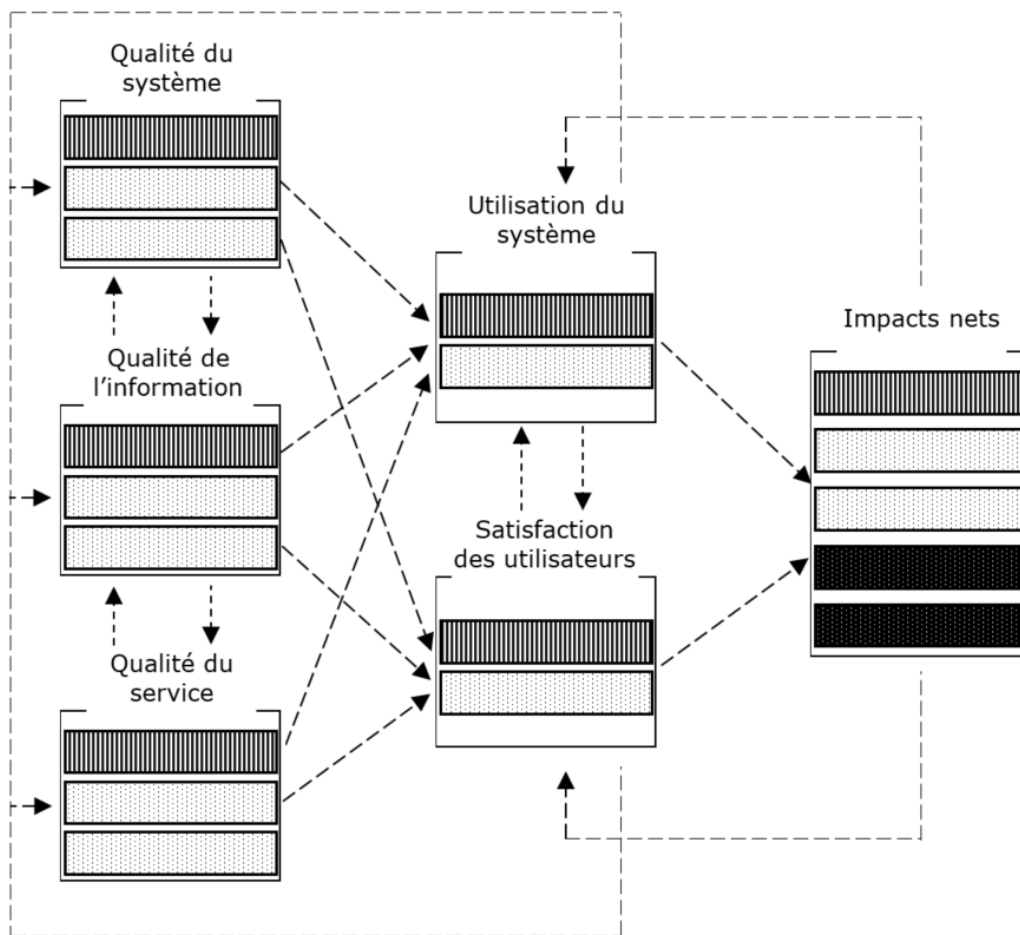 Qualité du
système
Utilisation du
système
Impacts nets
Qualité de
l’information
Satisfaction
des utilisateurs
Qualité du
service